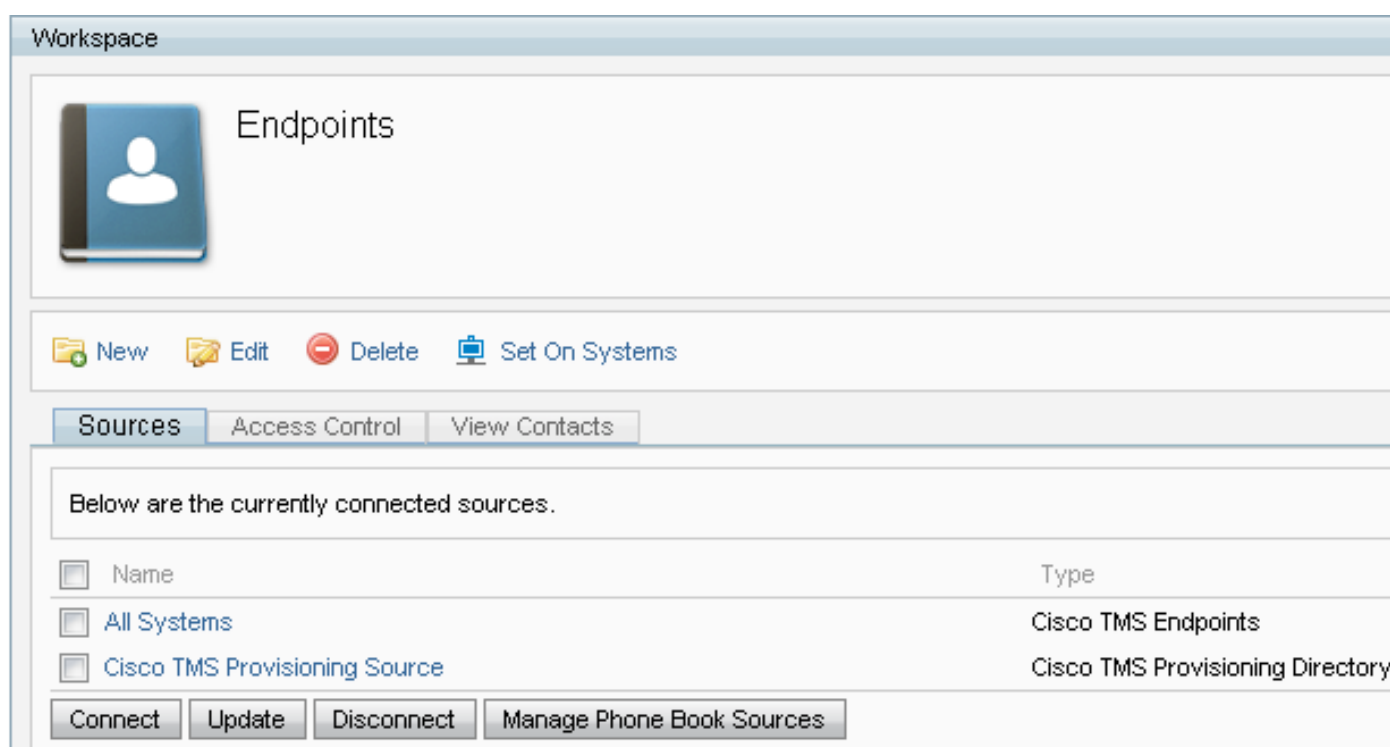 Workspace
Endpoints
New Edit Delete Set On Systems
Sources Access Control View Contacts
Below are the currently connected sources.
Name Type
All Systems Cisco TMS Endpoints
Cisco TMS Provisioning Source Cisco TMS Provisioning Directory
Connect Update Disconnect Manage Phone Book Sources